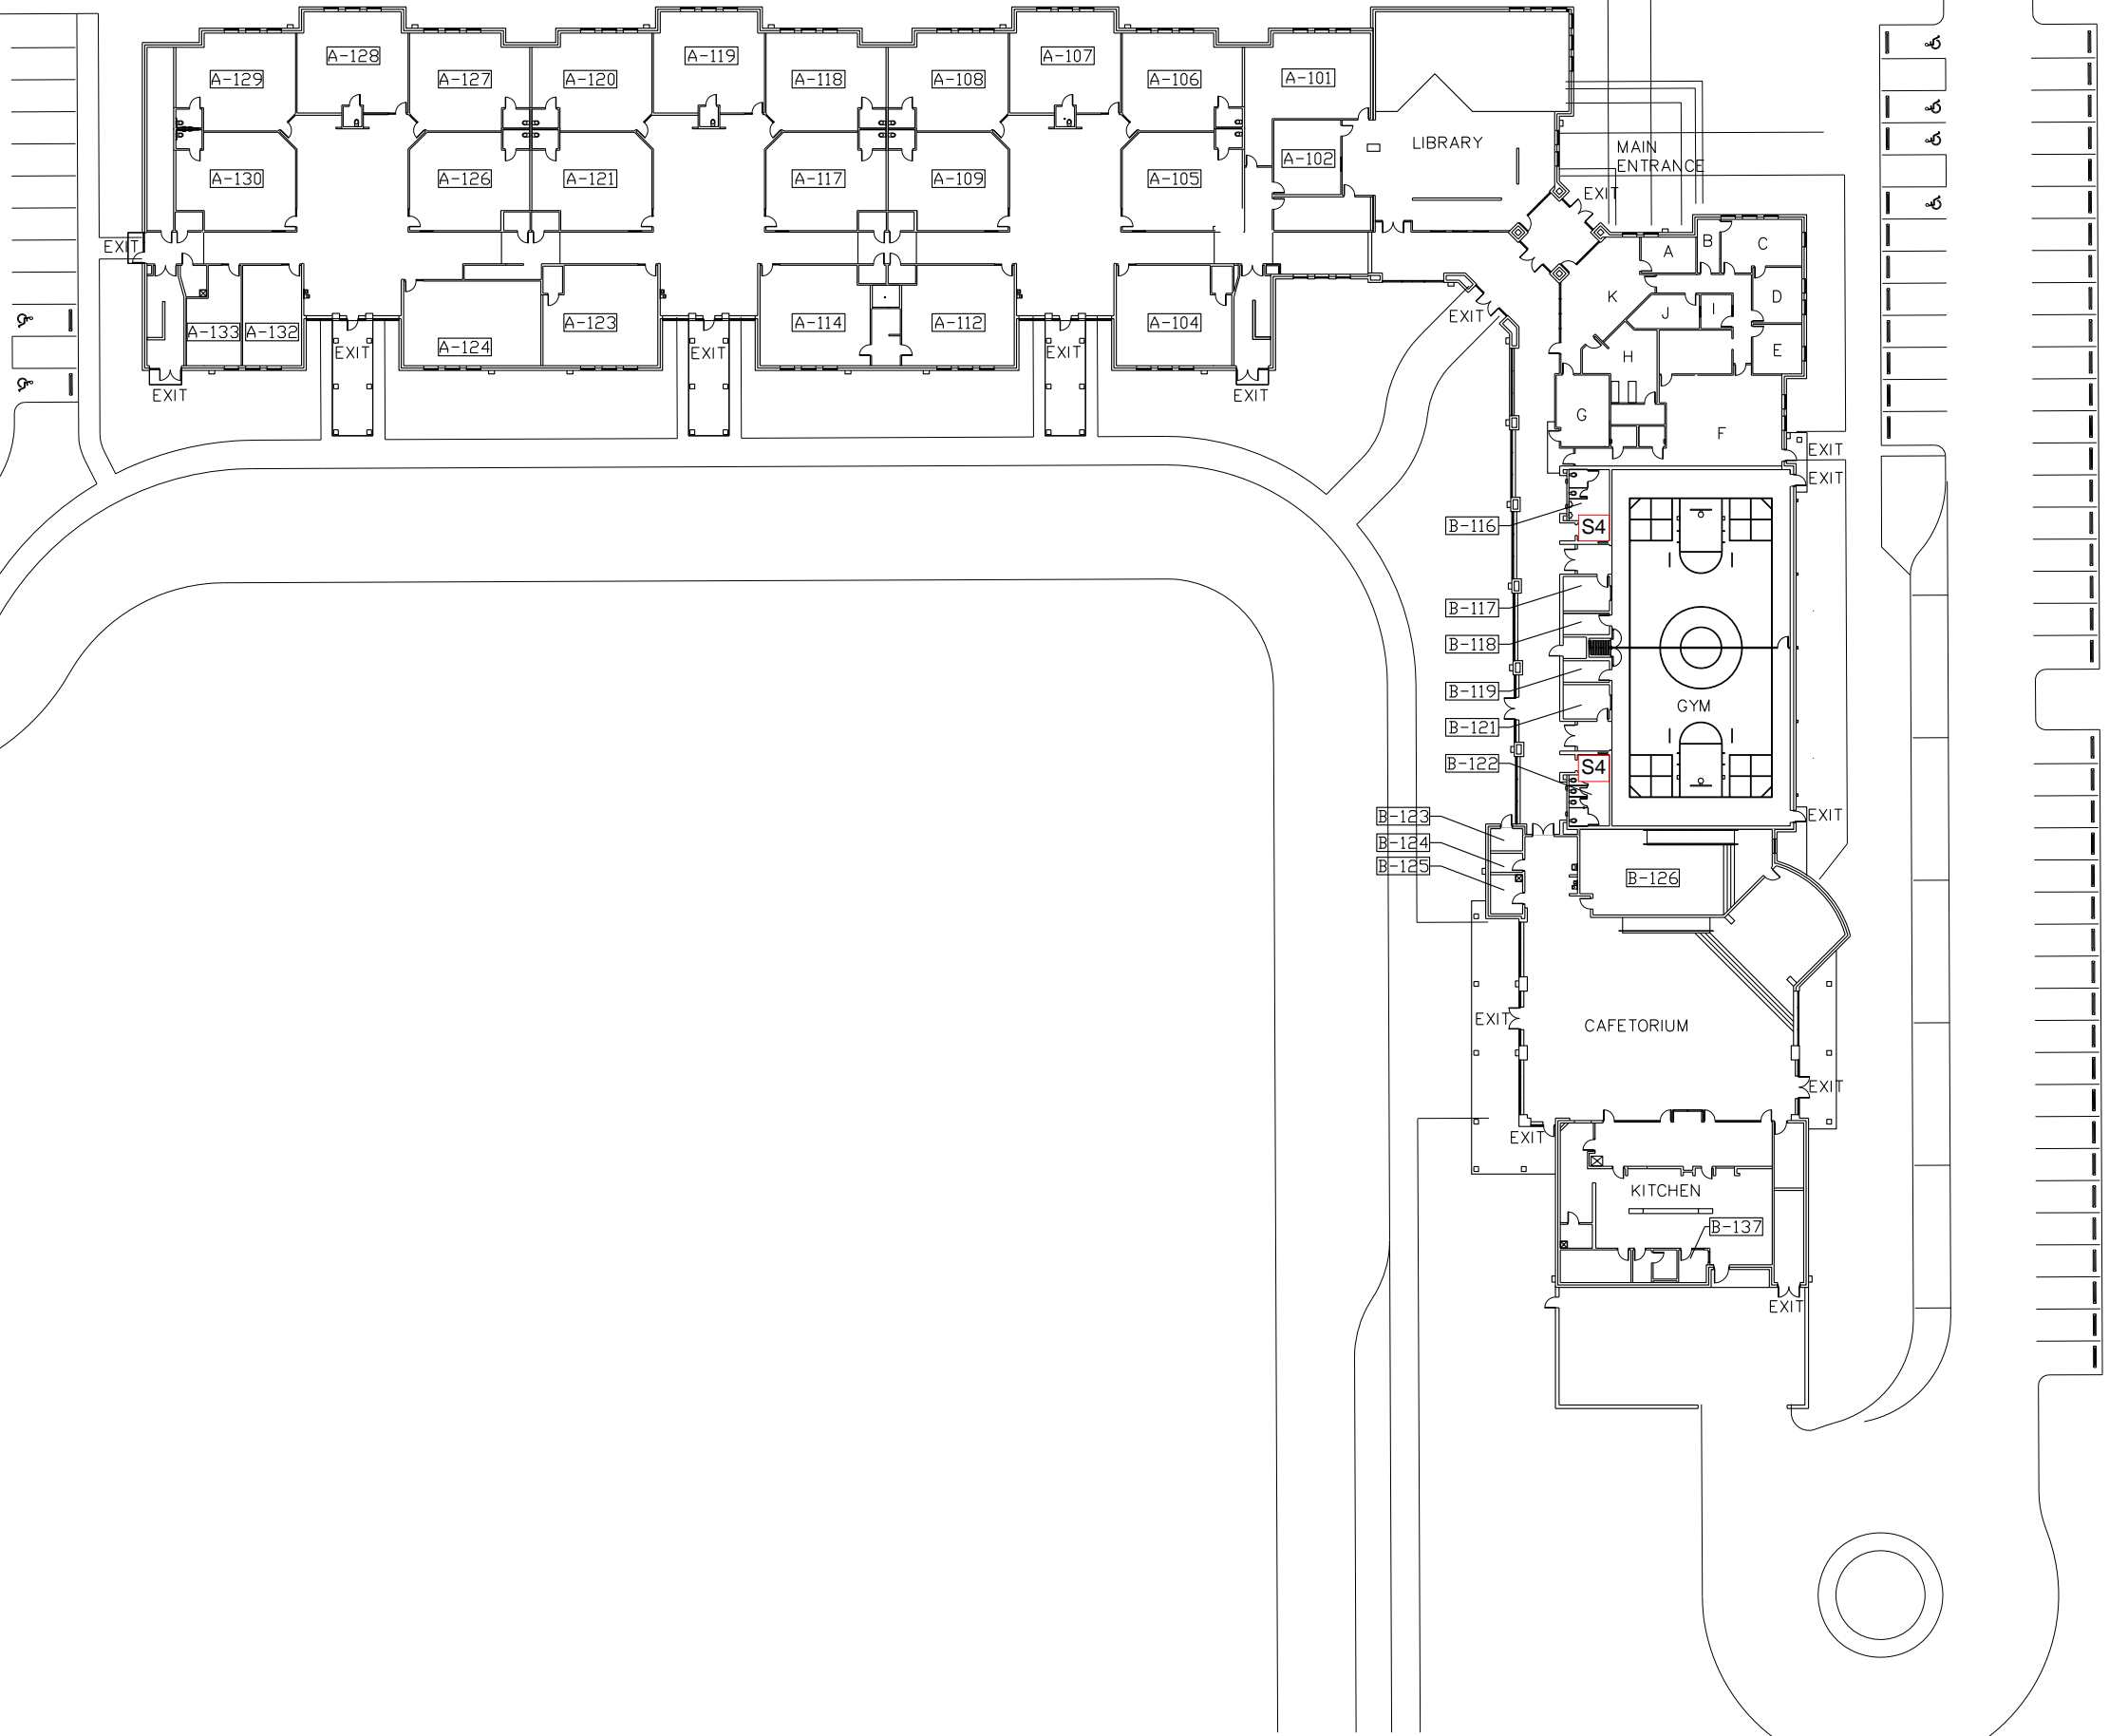 A-128
A-119
A-107
A-129
A-127
A-120
A-118
A-108
A-106
A-101
LIBRARY
MAIN
ENTRANCE
A-102
A-130
A-126
A-121
A-117
A-109
A-105
EXIT
EXIT
A
B
C
K
J
I
D
EXIT
A-133
A-132
A-124
A-123
A-114
A-112
A-104
EXIT
EXIT
EXIT
EXIT
EXIT
EXIT
H
E
G
F
EXIT
EXIT
B-116
S4
B-117
B-118
B-119
GYM
B-121
B-122
S4
B-123
EXIT
B-124
B-125
B-126
EXIT
CAFETORIUM
EXIT
EXIT
KITCHEN
B-137
EXIT